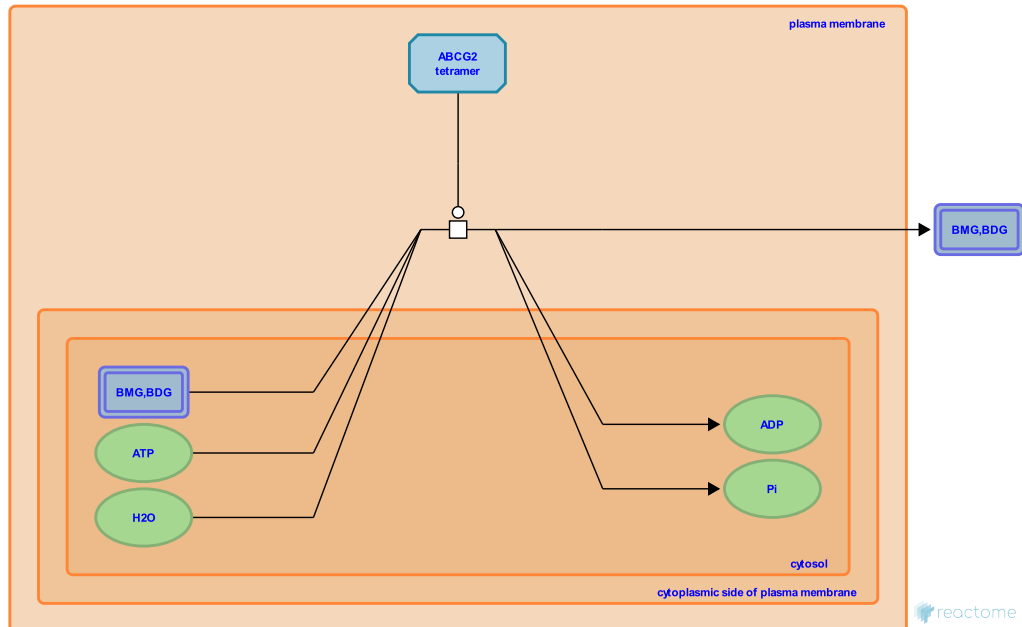 plasma membrane
ABCG2
tetramer
BMG,BDG
BMG,BDG
ATP
H2O
ADP
Pi
cytosol
cytoplasmic side of plasma membrane
reactome